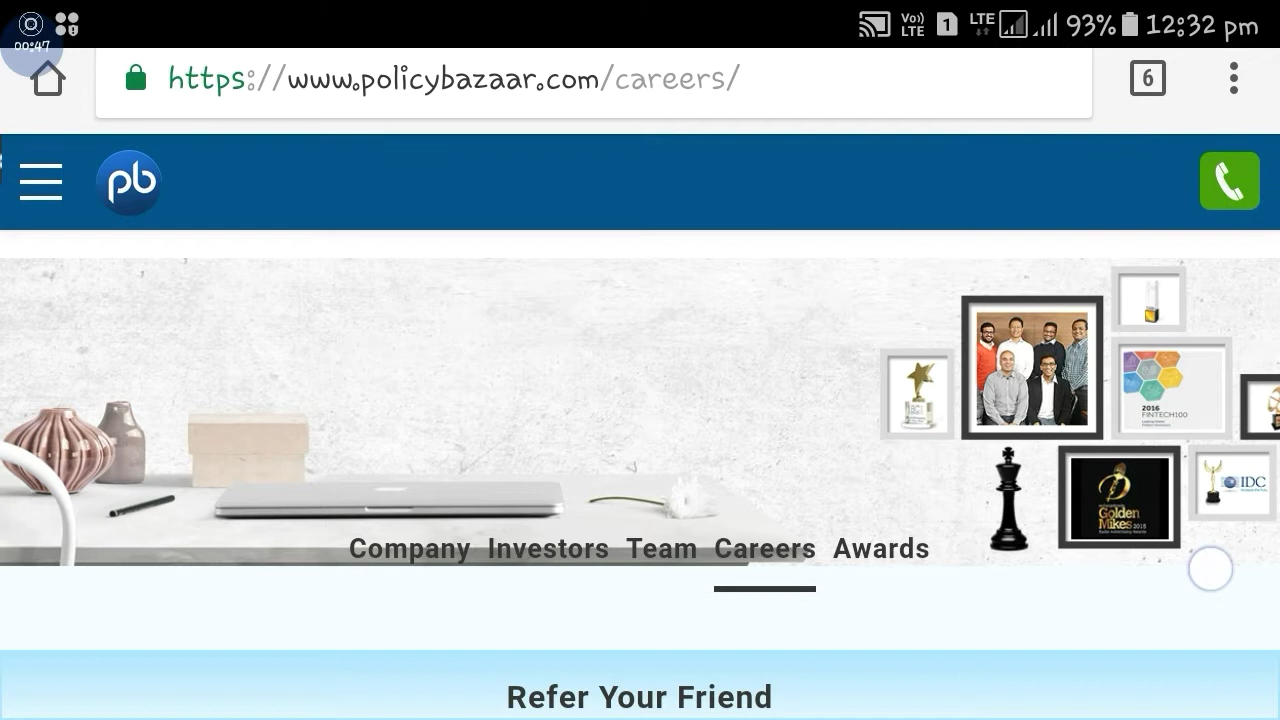 00:47
Vo)) LTE 1 LTE 93% 12:32 pm
https://www.policybazaar.com/careers/
6
pb
2016
FINTECH100
IDC
Golden
Mikes 2015
Company Investors Team Careers Awards
Refer Your Friend